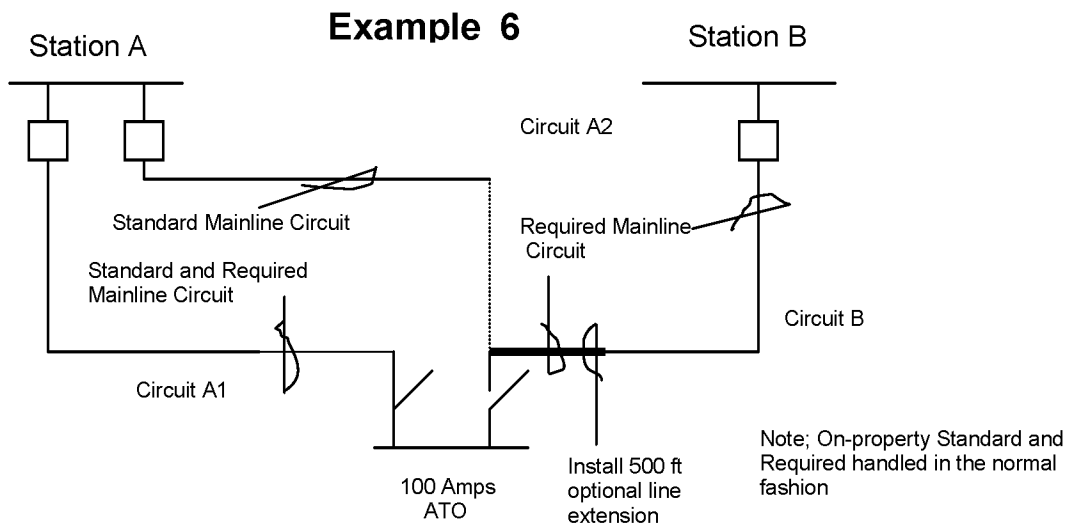 Example 6
Station A
Station B
Circuit A2
Standard Mainline Circuit
Required Mainline
Circuit
Standard and Required
Mainline Circuit
Circuit B
Circuit A1
Note; On-property Standard and
Required handled in the normal
fashion
100 Amps
ATO
Install 500 ft
optional line
extension